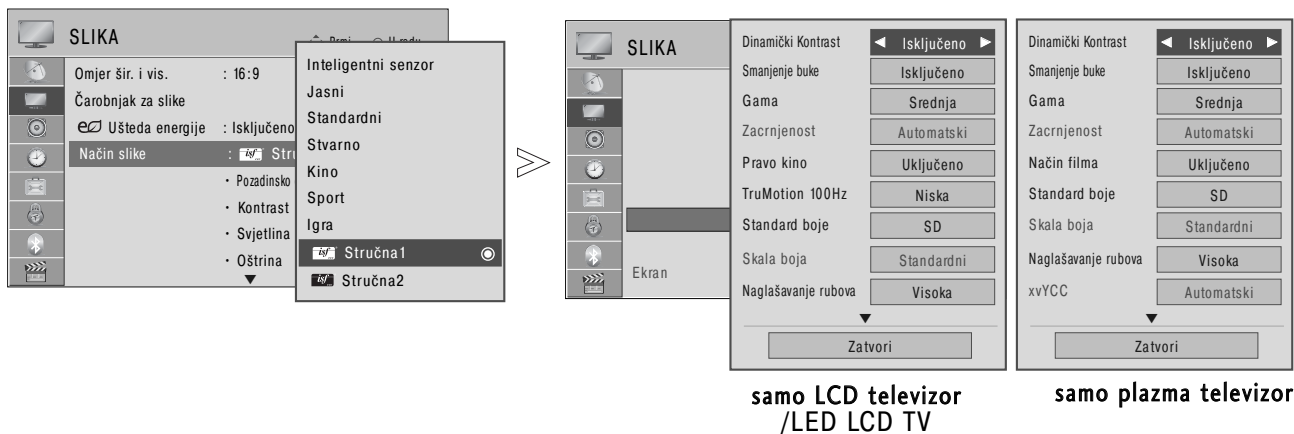 SLIKA
Omjer šir. i vis. : 16:9
Čarobnjak za slike
Ušteda energije : Isključeno
Način slike : isf Stru
• Pozadinsko
• Kontrast
• Svjetlina
• Oštrina
Inteligentni senzor
Jasni
Standardni
Stvarno
Kino
Sport
Igra
isf Stručna1
isf Stručna2
SLIKA
Ekran
Dinamički Kontrast Isključeno
Smanjenje buke Isključeno
Gama Srednja
Zacrnjenost Automatski
Pravo kino Uključeno
TruMotion 100Hz Niska
Standard boje SD
Skala boja Standardni
Naglašavanje rubova Visoka
Zatvori
samo LCD televizor
/LED LCD TV
Dinamički Kontrast Isključeno
Smanjenje buke Isključeno
Gama Srednja
Zacrnjenost Automatski
Način filma Uključeno
Standard boje SD
Skala boja Standardni
Naglašavanje rubova Visoka
xvYCC Automatski
Zatvori
samo plazma televizor